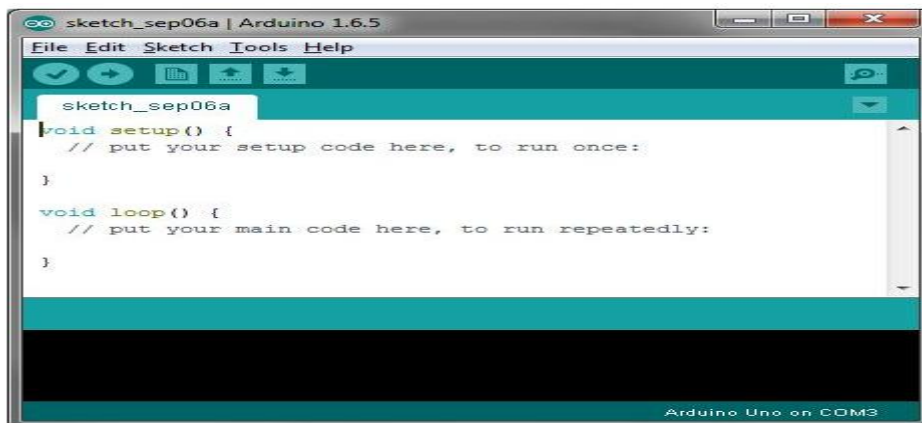 sketch_sep06a | Arduino 1.6.5
File Edit Sketch Tools Help
sketch_sep06a
void setup() {
  // put your setup code here, to run once:
}
void loop() {
  // put your main code here, to run repeatedly:
}
Arduino Uno on COM3